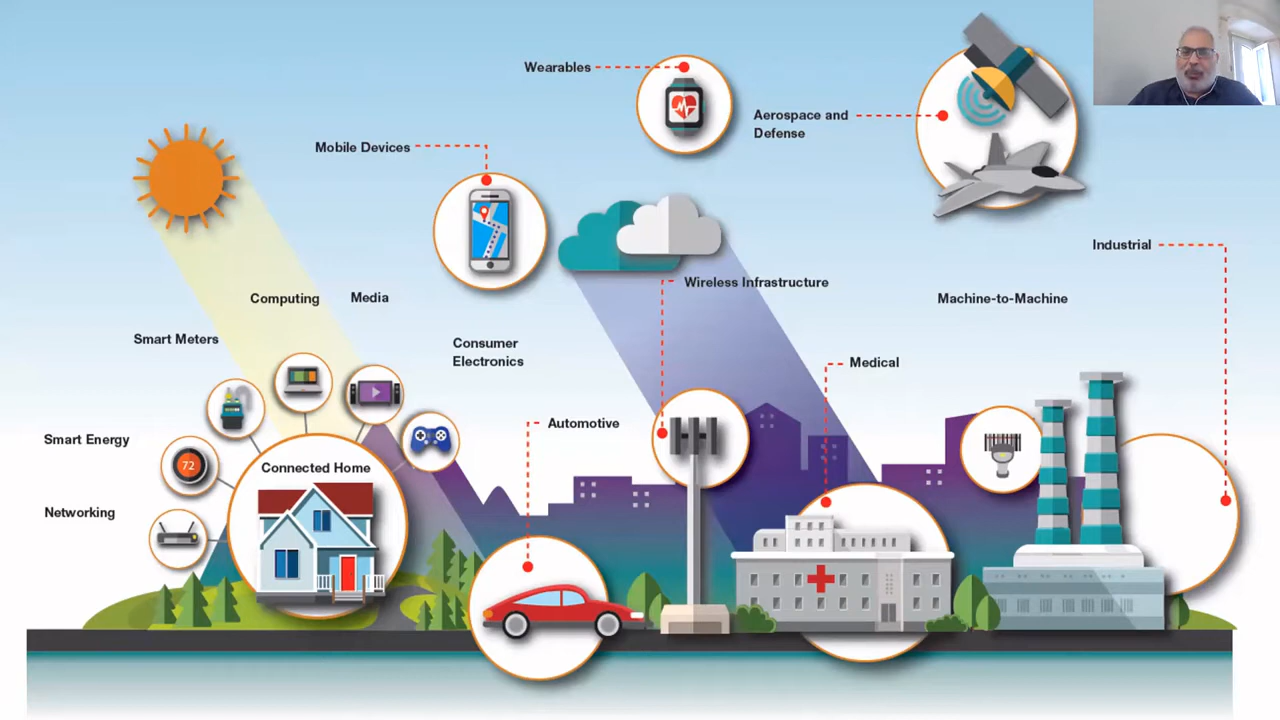 Wearables
Aerospace and
Defense
Mobile Devices
Industrial
Wireless Infrastructure
Computing
Media
Machine-to-Machine
Smart Meters
Consumer
Electronics
Medical
Automotive
Smart Energy
72
Connected Home
Networking